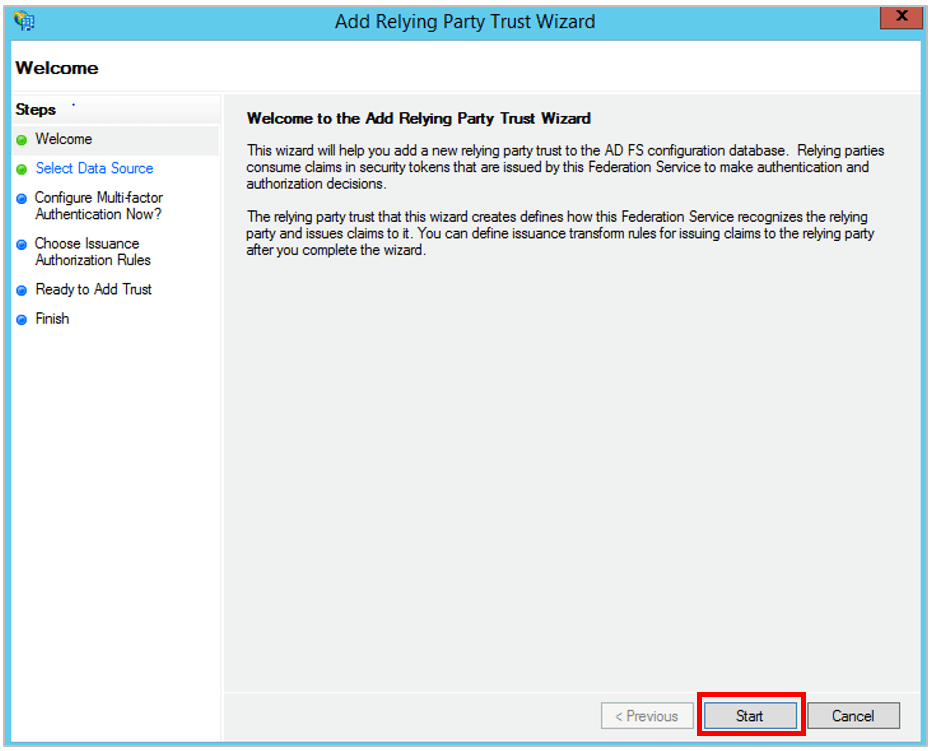 Add Relying Party Trust Wizard
X
Welcome
Steps
Welcome
Select Data Source
Configure Multi-factor
Authentication Now?
Choose Issuance
Authorization Rules
Ready to Add Trust
Finish
Welcome to the Add Relying Party Trust Wizard
This wizard will help you add a new relying party trust to the AD FS configuration database.  Relying parties
consume claims in security tokens that are issued by this Federation Service to make authentication and
authorization decisions.
The relying party trust that this wizard creates defines how this Federation Service recognizes the relying
party and issues claims to it. You can define issuance transform rules for issuing claims to the relying party
after you complete the wizard.
< Previous
Start
Cancel